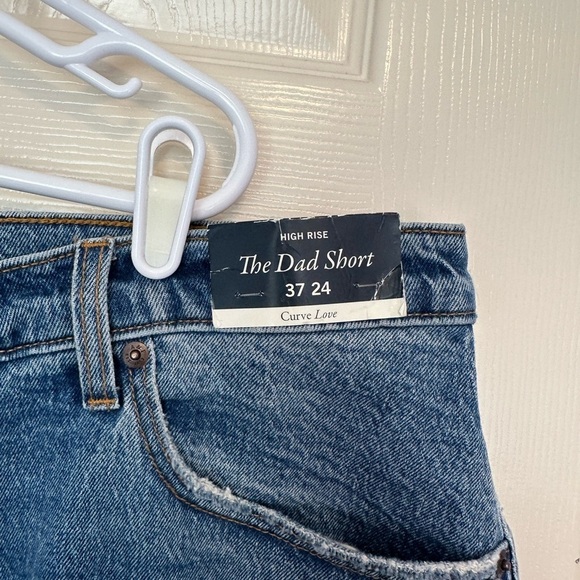 HIGH RISE
The Dad Short
37 24
Curve Love